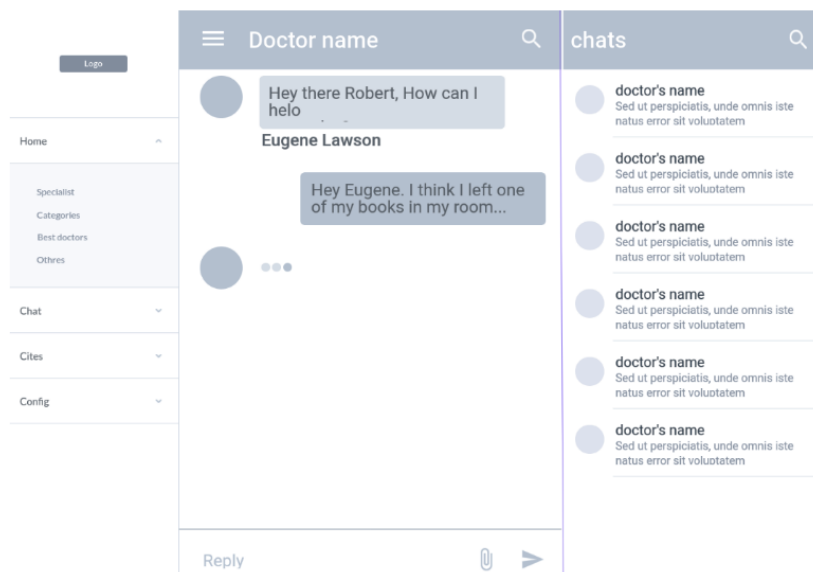 Logo
Home
Specialist
Categories
Best doctors
Othres
Chat
Cites
Config
Doctor name
Hey there Robert, How can I
helo
Eugene Lawson
Hey Eugene. I think I left one
of my books in my room...
Reply
chats
doctor's name
Sed ut perspiciatis, unde omnis iste
natus error sit voluptatem
doctor's name
Sed ut perspiciatis, unde omnis iste
natus error sit voluptatem
doctor's name
Sed ut perspiciatis, unde omnis iste
natus error sit voluptatem
doctor's name
Sed ut perspiciatis, unde omnis iste
natus error sit voluptatem
doctor's name
Sed ut perspiciatis, unde omnis iste
natus error sit voluptatem
doctor's name
Sed ut perspiciatis, unde omnis iste
natus error sit voluptatem